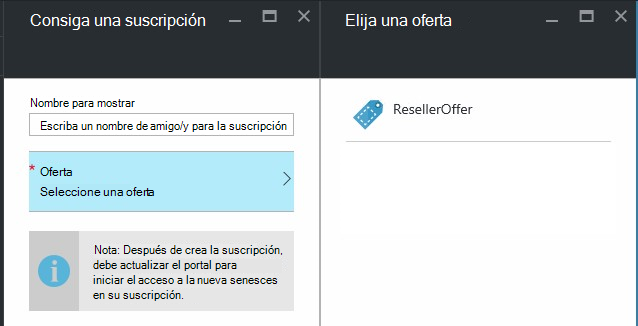 Consiga una suscripción
Elija una oferta
Nombre para mostrar
Escriba un nombre de amigo/y para la suscripción
* Oferta
Seleccione una oferta
Nota: Después de crea la suscripción,
debe actualizar el portal para
iniciar el acceso a la nueva senesces
en su suscripción.
ResellerOffer